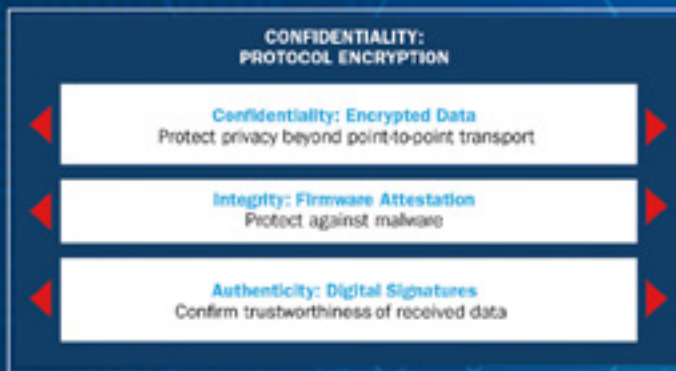 CONFIDENTIALITY:
PROTOCOL ENCRYPTION
Confidentiality: Encrypted Data
Protect privacy beyond point-to-point transport
Integrity: Firmware Attestation
Protect against malware
Authenticity: Digital Signatures
Confirm trustworthiness of received data